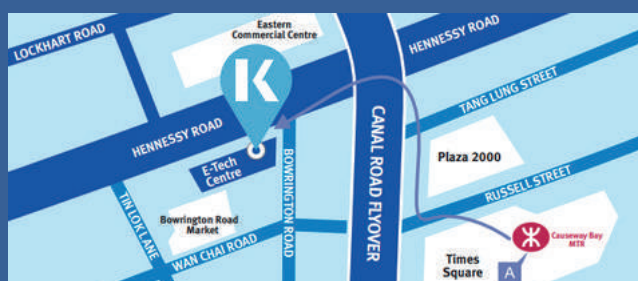 LOCKHART ROAD
Eastern
Commercial Centre
HENNESSY ROAD
K
HENNESSY ROAD
CANAL ROAD FLYOVER
TANG LUNG STREET
Plaza 2000
E-Tech
Centre
BOWRINGTON ROAD
RUSSELL STREET
TIN LOK LANE
Bowrington Road
Market
WAN CHAI ROAD
Causeway Bay
MTR
Times
Square
A